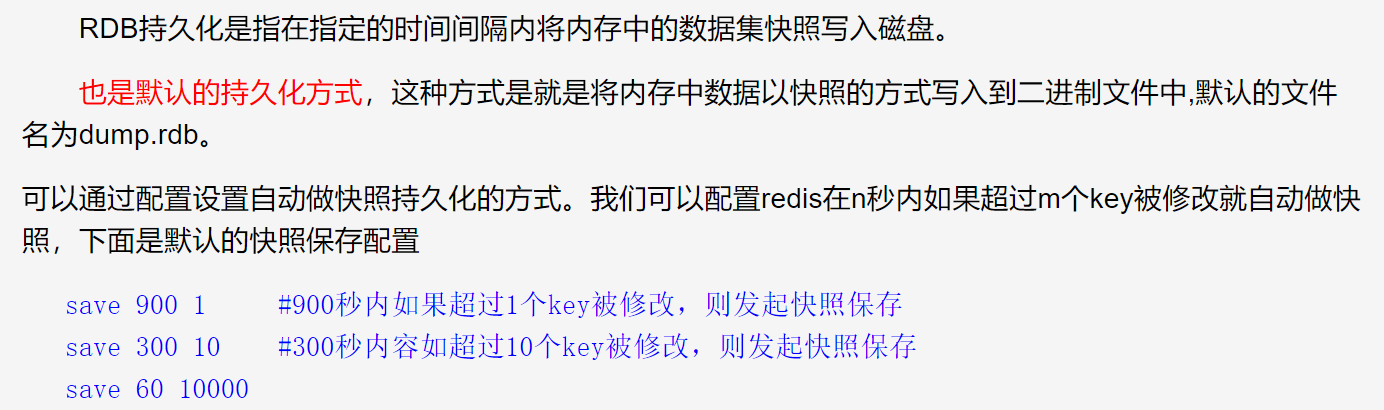 RDB持久化是指在指定的时间间隔内将内存中的数据集快照写入磁盘。
也是默认的持久化方式，这种方式是就是将内存中数据以快照的方式写入到二进制文件中,默认的文件
名为dump.rdb。
可以通过配置设置自动做快照持久化的方式。我们可以配置redis在n秒内如果超过m个key被修改就自动做快
照，下面是默认的快照保存配置
save 900 1     #900秒内如果超过1个key被修改，则发起快照保存
save 300 10    #300秒内容如超过10个key被修改，则发起快照保存
save 60 10000